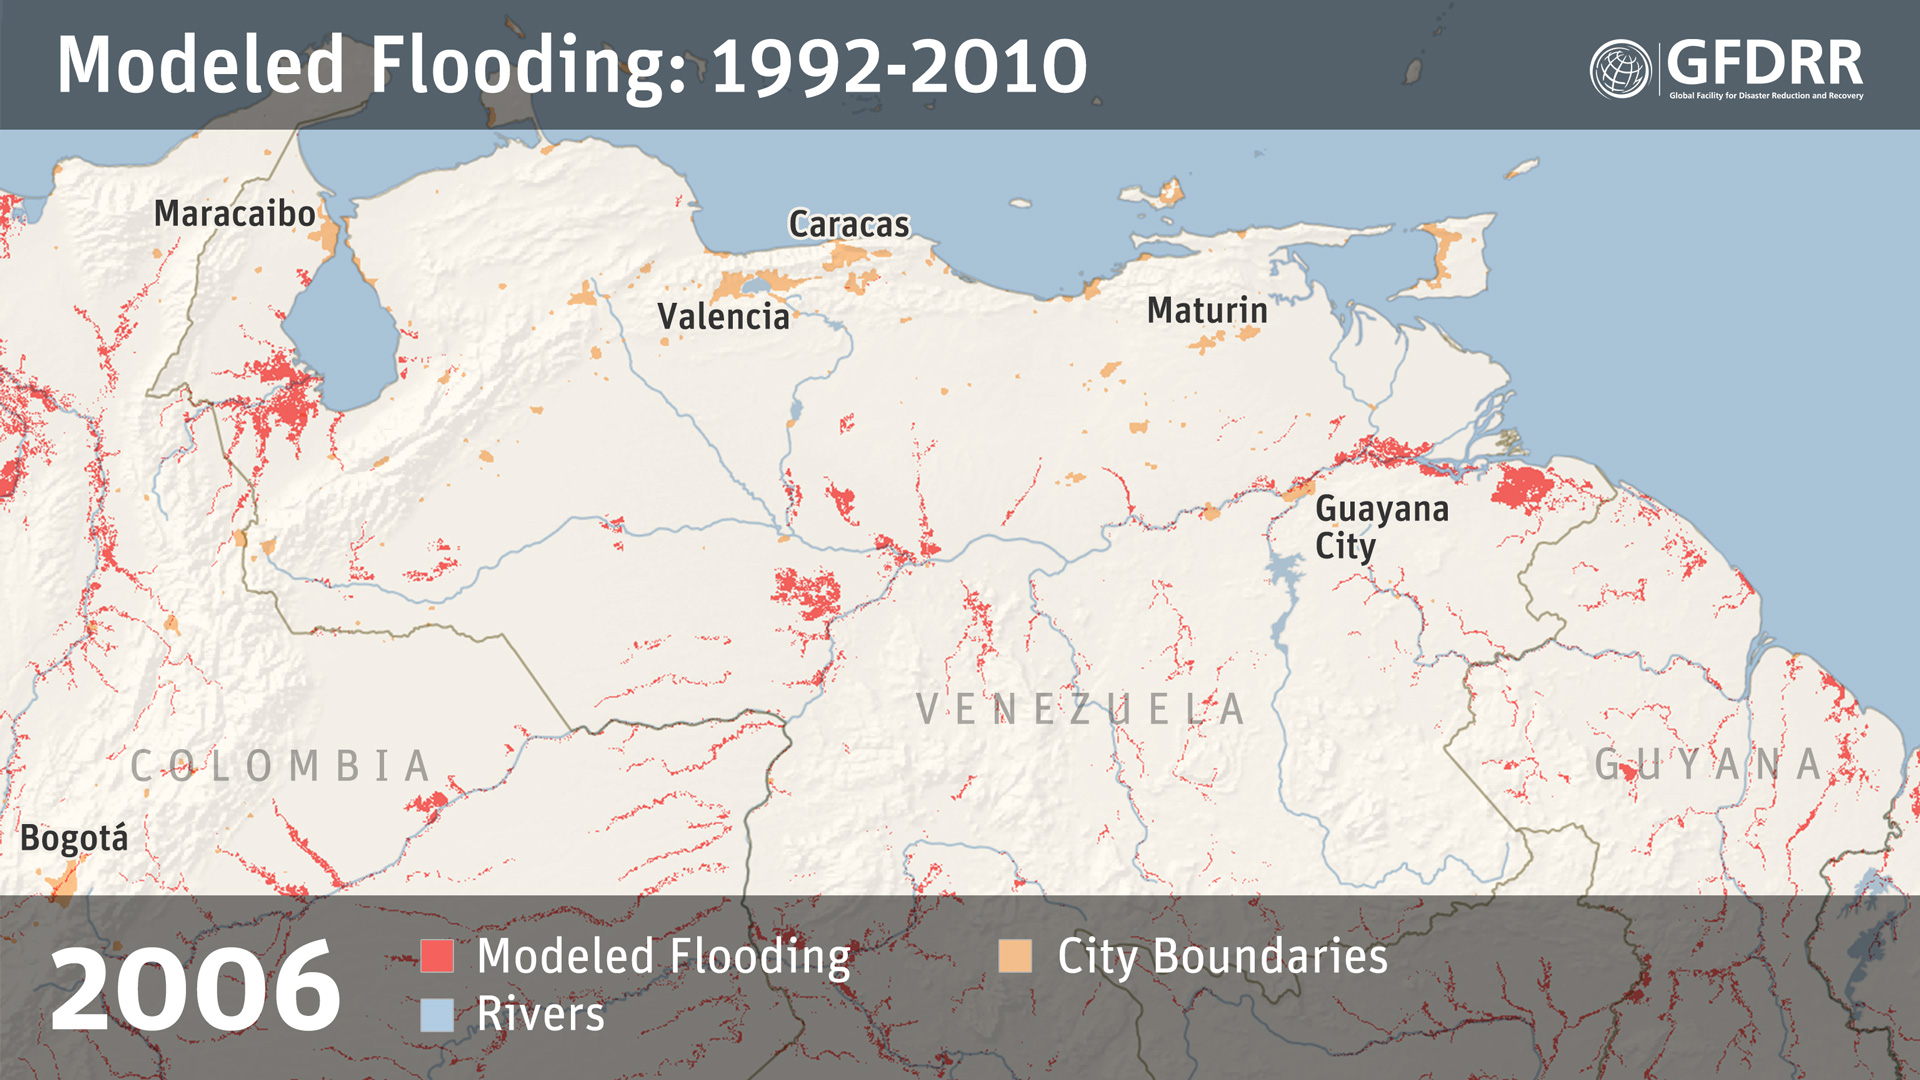 Modeled Flooding: 1992-2010
GFDRR
Global Facility for Disaster Reduction and Recovery
Maracaibo
Caracas
Valencia
Maturin
Guayana
City
VENEZUELA
COLOMBIA
GUYANA
Bogotá
2006
Modeled Flooding
City Boundaries
Rivers